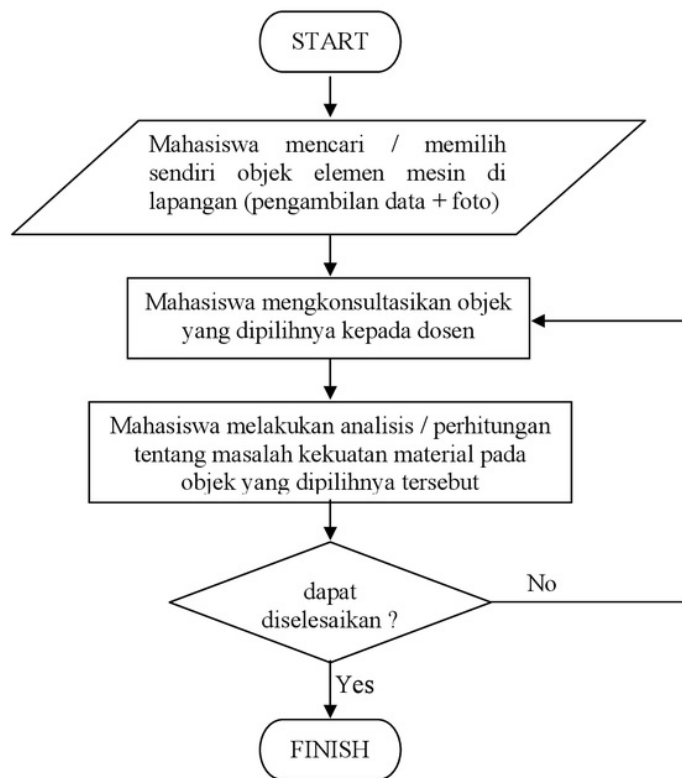 START
Mahasiswa mencari / memilih
sendiri objek elemen mesin di
lapangan (pengambilan data + foto)
Mahasiswa mengkonsultasikan objek
yang dipilihnya kepada dosen
Mahasiswa melakukan analisis / perhitungan
tentang masalah kekuatan material pada
objek yang dipilihnya tersebut
dapat
diselesaikan ?
No
Yes
FINISH